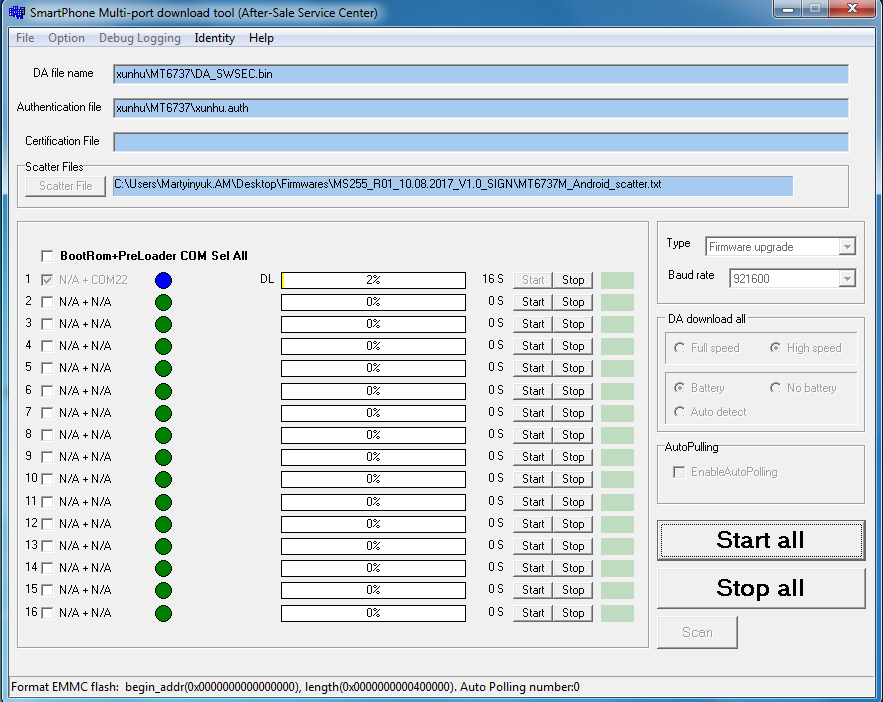 SmartPhone Multi-port download tool (After-Sale Service Center)
File Option Debug Logging Identity Help
DA file name xunhu\MT6737\DA_SWSEC.bin
Authentication file xunhu\MT6737\xunhu.auth
Certification File
Scatter Files
Scatter File C:\Users\Martyinyuk.AM\Desktop\Firmwares\MS255_R01_10.08.2017_V1.0_SIGN\MT6737M_Android_scatter.txt
BootRom+PreLoader COM Sel All
1 N/A + COM22 DL 2% 16 S Start Stop
2 N/A + N/A 0% 0 S Start Stop
3 N/A + N/A 0% 0 S Start Stop
4 N/A + N/A 0% 0 S Start Stop
5 N/A + N/A 0% 0 S Start Stop
6 N/A + N/A 0% 0 S Start Stop
7 N/A + N/A 0% 0 S Start Stop
8 N/A + N/A 0% 0 S Start Stop
9 N/A + N/A 0% 0 S Start Stop
10 N/A + N/A 0% 0 S Start Stop
11 N/A + N/A 0% 0 S Start Stop
12 N/A + N/A 0% 0 S Start Stop
13 N/A + N/A 0% 0 S Start Stop
14 N/A + N/A 0% 0 S Start Stop
15 N/A + N/A 0% 0 S Start Stop
16 N/A + N/A 0% 0 S Start Stop
Type Firmware upgrade
Baud rate 921600
DA download all
Full speed High speed
Battery No battery
Auto detect
AutoPulling
EnableAutoPolling
Start all
Stop all
Scan
Format EMMC flash: begin_addr(0x0000000000000000), length(0x0000000000400000). Auto Polling number:0